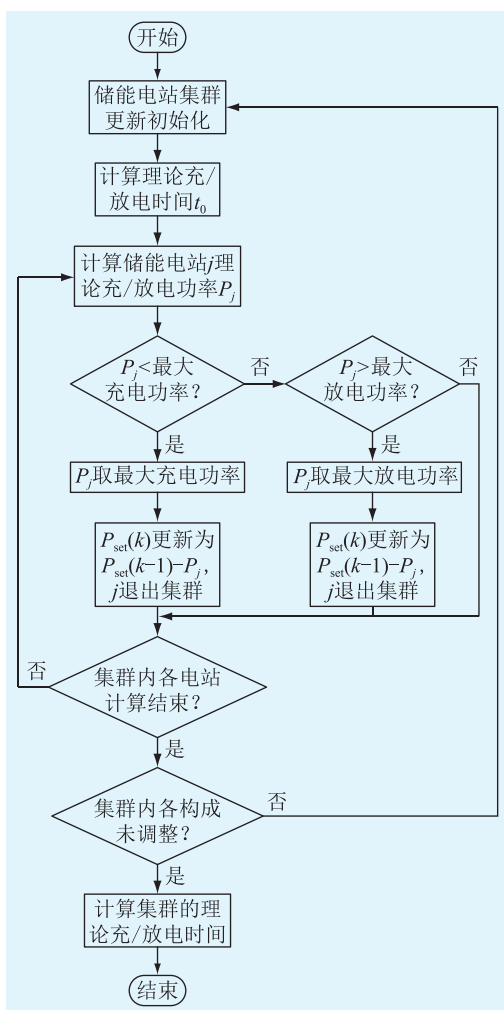 开始
储能电站集群
更新初始化
计算理论充/
放电时间t₀
计算储能电站j理
论充/放电功率Pⱼ
Pⱼ<最大
充电功率?
否
Pⱼ>最大
放电功率?
否
是
是
Pⱼ取最大充电功率
Pⱼ取最大放电功率
P_set(k)更新为
P_set(k−1)−Pⱼ,
j退出集群
P_set(k)更新为
P_set(k−1)−Pⱼ,
j退出集群
否
集群内各电站
计算结束?
是
集群内各构成
未调整?
否
是
计算集群的理
论充/放电时间
结束